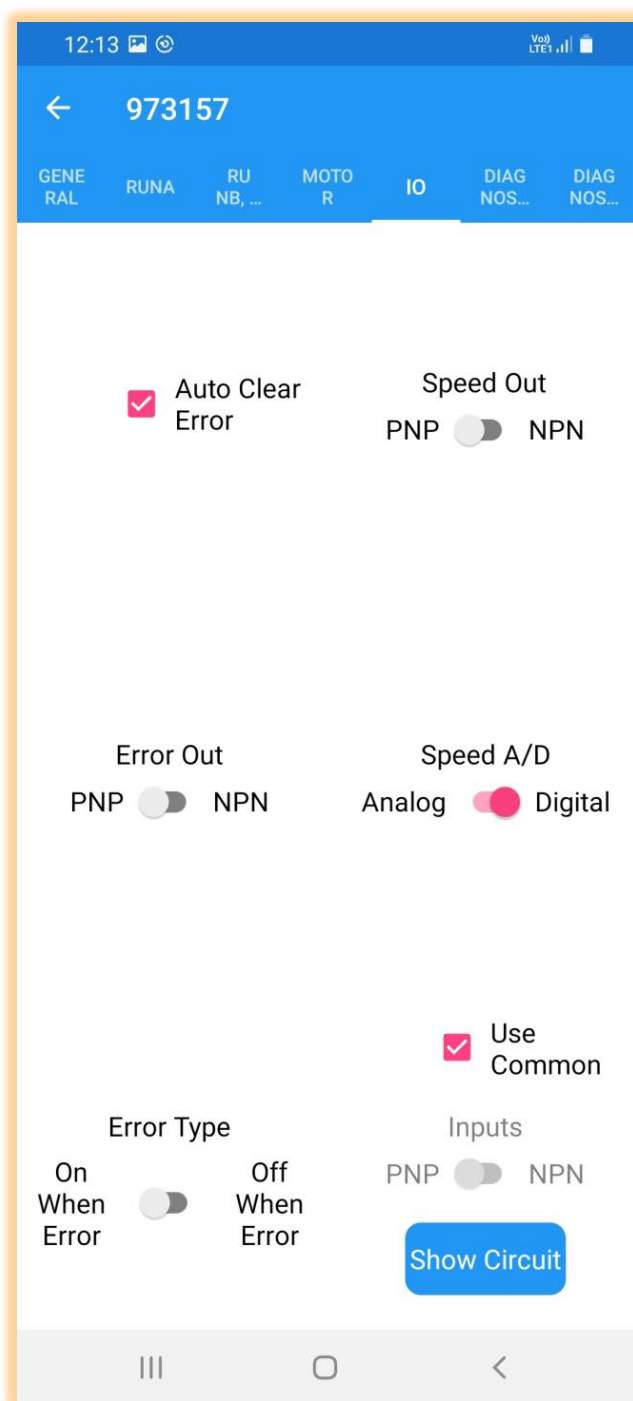 12:13
Vo))
LTE1
973157
GENE
RAL
RUNA
RU
NB, ...
MOTO
R
IO
DIAG
NOS...
DIAG
NOS...
Auto Clear
Error
Speed Out
PNP NPN
Error Out
PNP NPN
Speed A/D
Analog Digital
Use
Common
Error Type
On
When
Error
Off
When
Error
Inputs
PNP NPN
Show Circuit